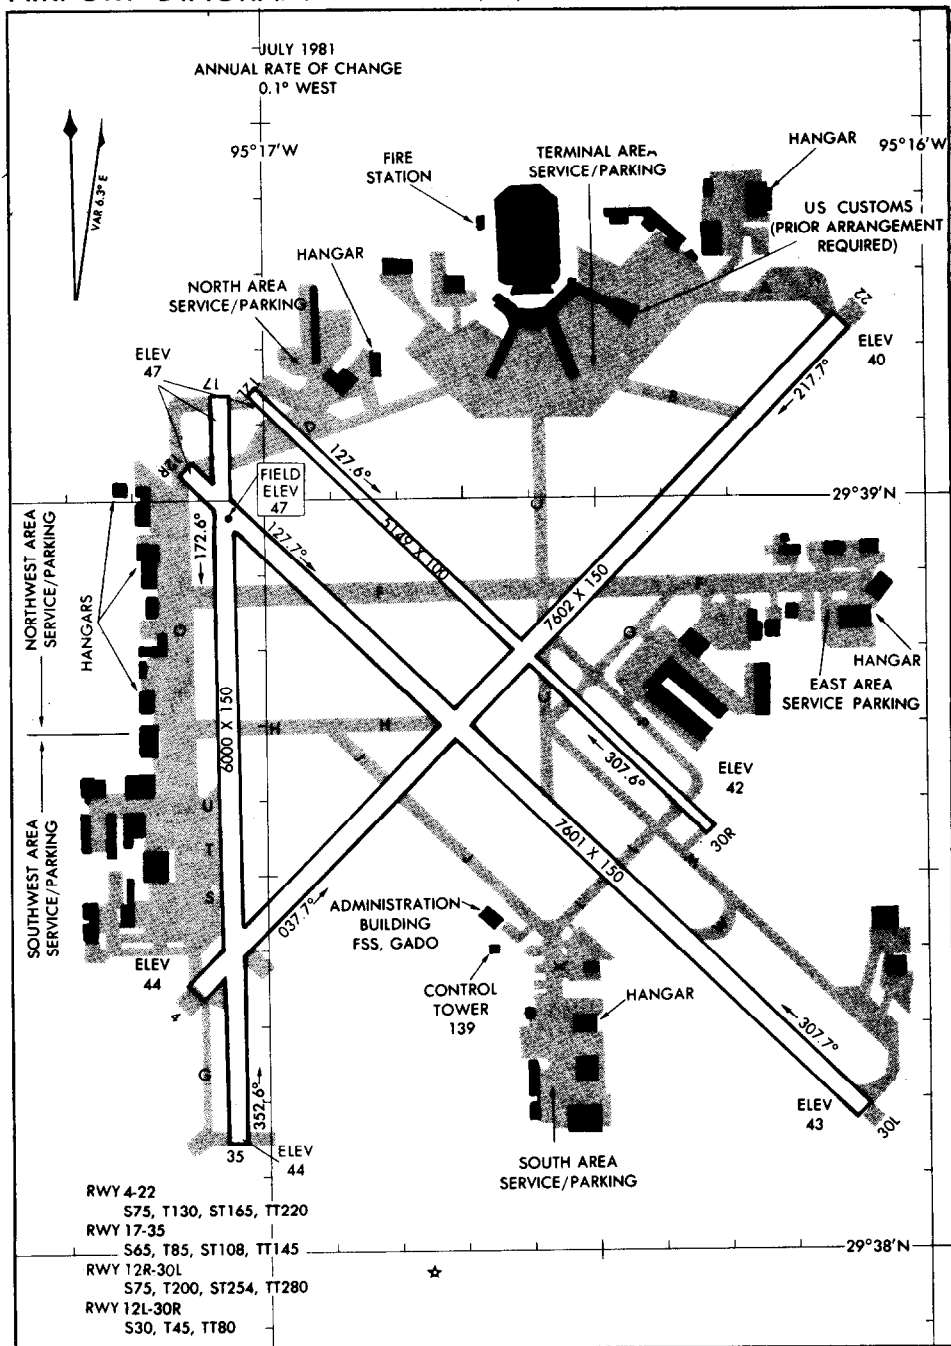 JULY 1981
ANNUAL RATE OF CHANGE
0.1° WEST
VAR 6.3° E
95°17'W
95°16'W
FIRE
STATION
TERMINAL AREA
SERVICE/PARKING
HANGAR
US CUSTOMS
(PRIOR ARRANGEMENT
REQUIRED)
HANGAR
NORTH AREA
SERVICE/PARKING
ELEV
47
17
12L
12R
22
ELEV
40
217.7°
A
B
D
127.6°
FIELD
ELEV
47
172.6°
127.7°
5149 X 100
29°39'N
C
NORTHWEST AREA
SERVICE/PARKING
HANGARS
F
F
7602 X 150
G
G
HANGAR
EAST AREA
SERVICE PARKING
6000 X 150
H
H
J
P
307.6°
ELEV
42
30R
SOUTHWEST AREA
SERVICE/PARKING
U
T
S
J
7601 X 150
L
M
L
037.7°
ADMINISTRATION
BUILDING
FSS, GADO
ELEV
44
4
CONTROL
TOWER
139
HANGAR
307.7°
G
352.6°
ELEV
43
30L
35
ELEV
44
SOUTH AREA
SERVICE/PARKING
RWY 4-22
S75, T130, ST165, TT220
RWY 17-35
S65, T85, ST108, TT145
29°38'N
RWY 12R-30L
S75, T200, ST254, TT280
RWY 12L-30R
S30, T45, TT80